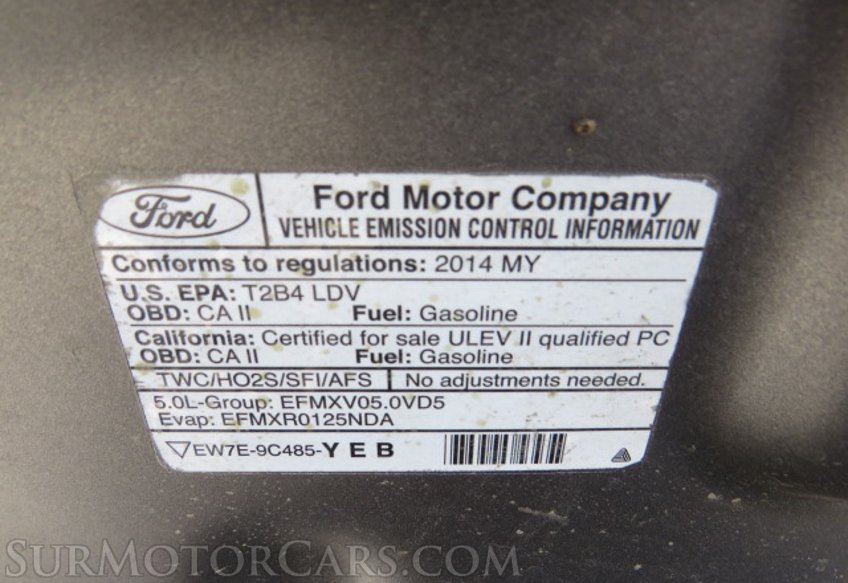 Ford
Ford Motor Company
VEHICLE EMISSION CONTROL INFORMATION
Conforms to regulations: 2014 MY
U.S. EPA: T2B4 LDV
OBD: CA II Fuel: Gasoline
California: Certified for sale ULEV II qualified PC
OBD: CA II Fuel: Gasoline
TWC/HO2S/SFI/AFS No adjustments needed.
5.0L-Group: EFMXV05.0VD5
Evap: EFMXR0125NDA
EW7E-9C485-Y E B
SurMotorCars.com